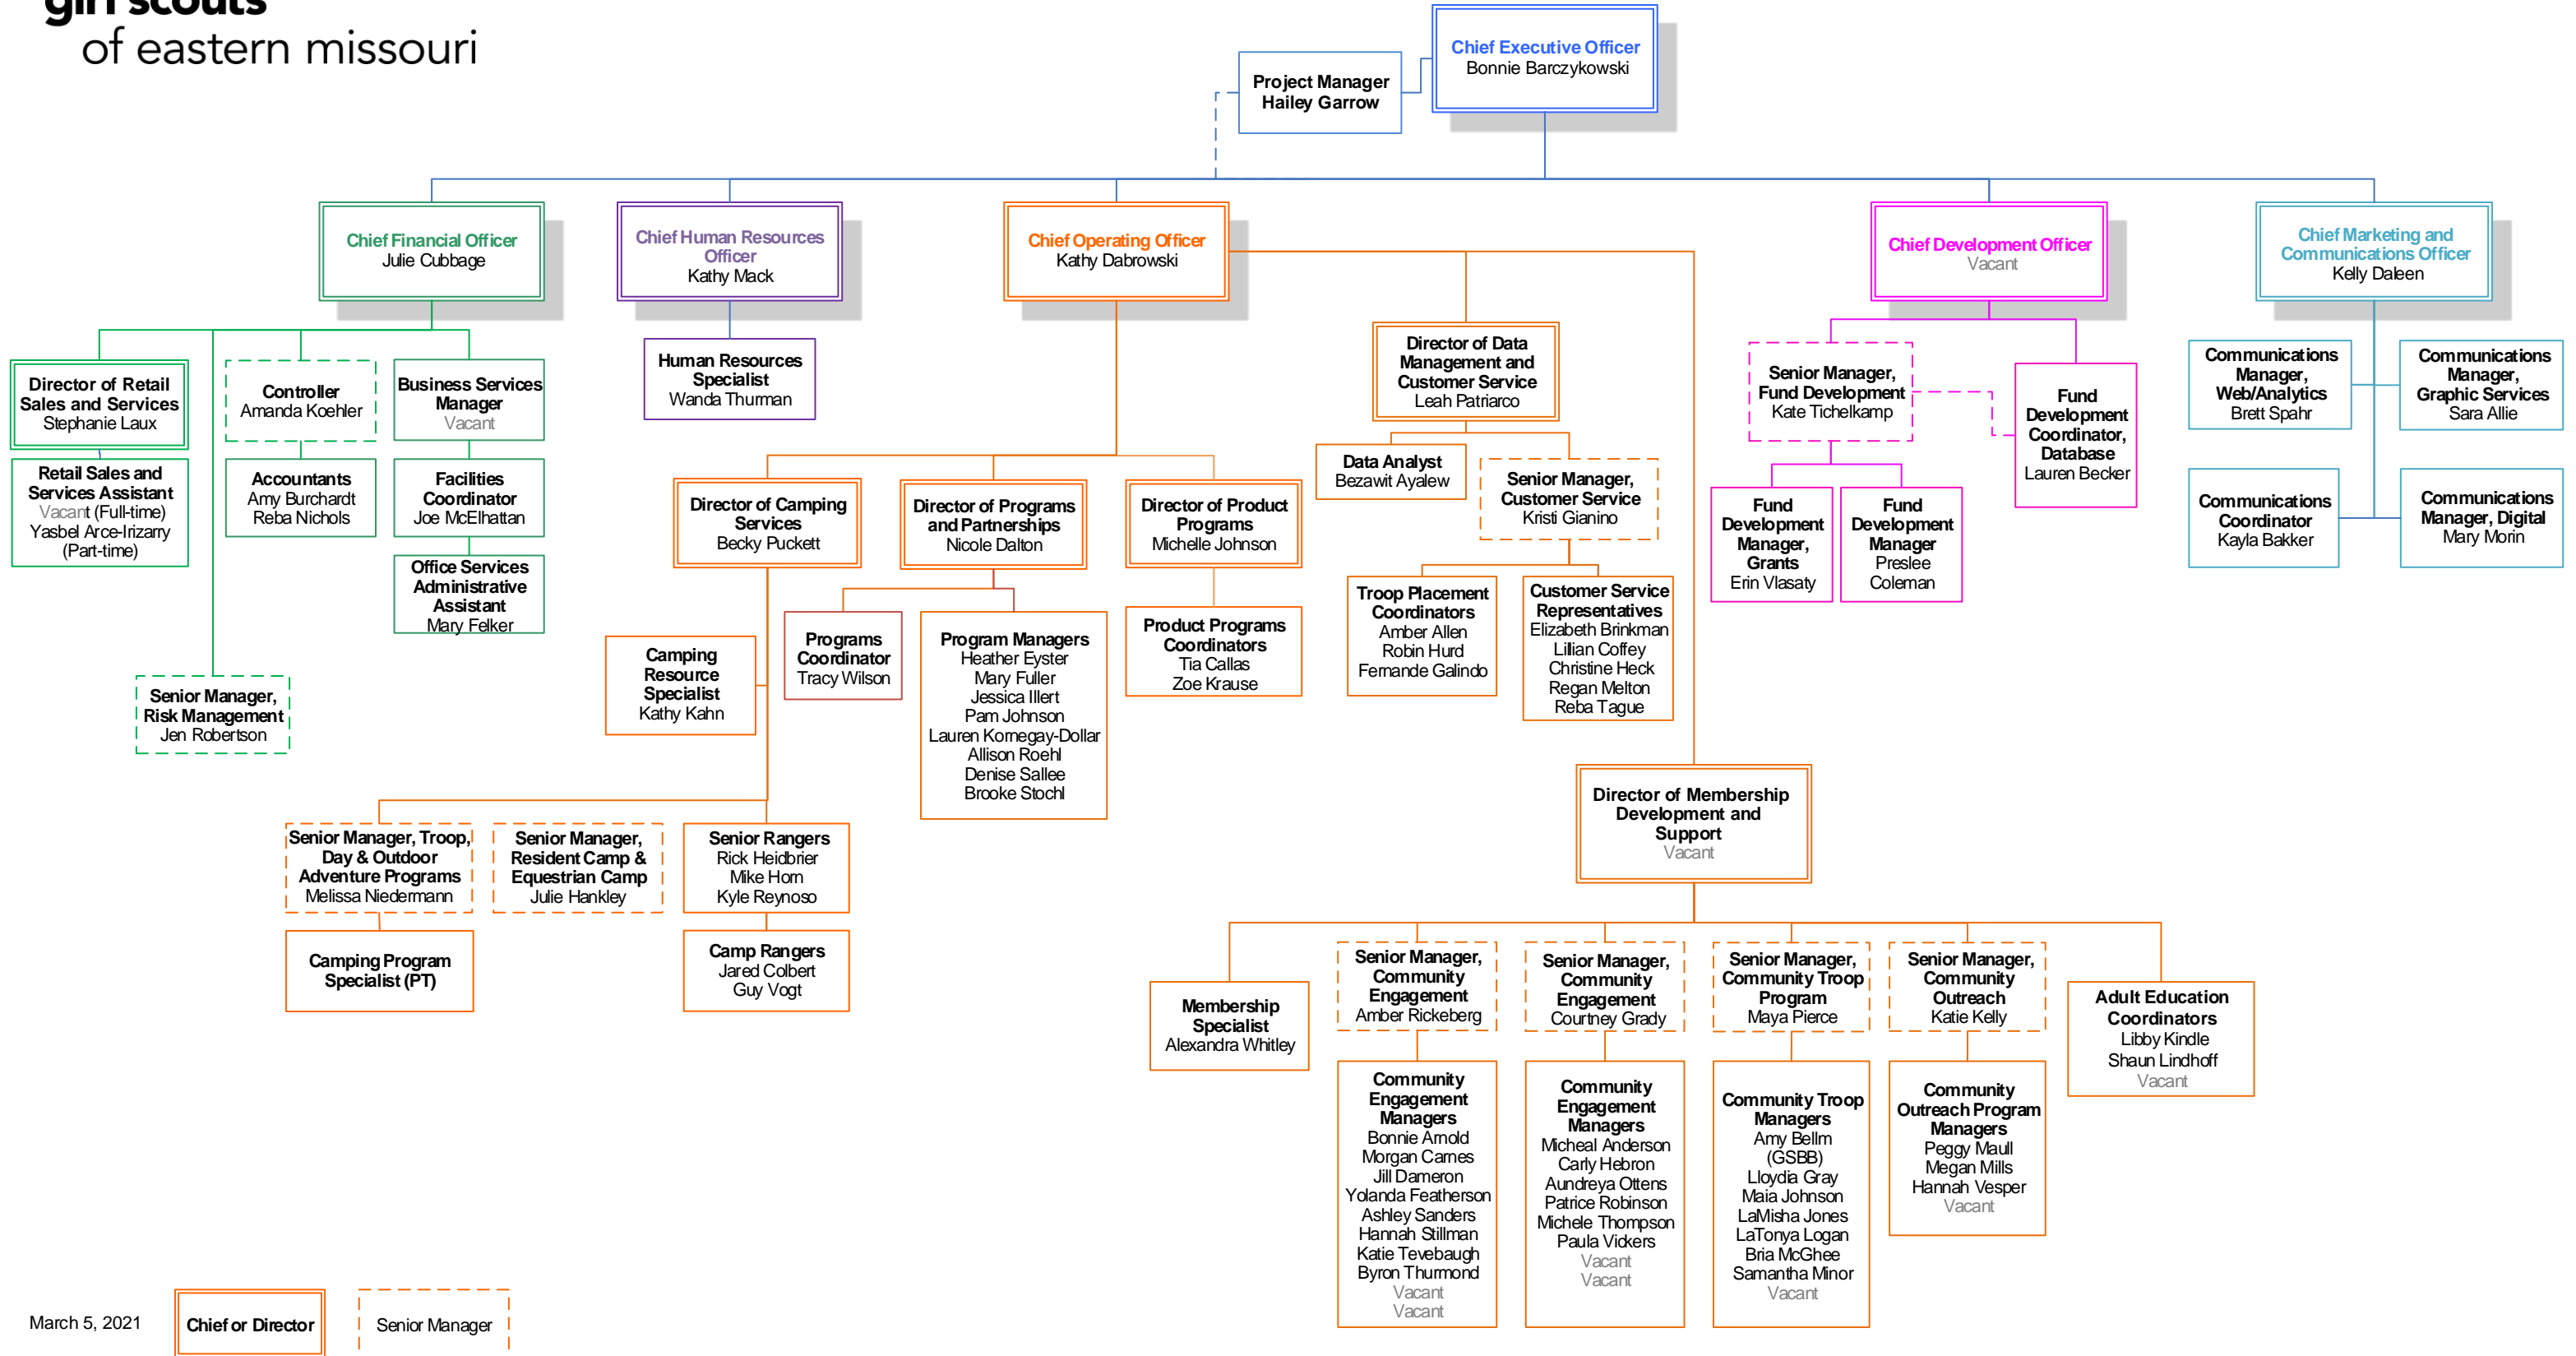 girl scouts
of eastern missouri
Chief Executive Officer
Bonnie Barczykowski
Project Manager
Hailey Garrow
Chief Financial Officer
Julie Cubbage
Chief Human Resources
Officer
Kathy Mack
Chief Operating Officer
Kathy Dabrowski
Chief Development Officer
Vacant
Chief Marketing and
Communications Officer
Kelly Daleen
Director of Retail
Sales and Services
Stephanie Laux
Controller
Amanda Koehler
Business Services
Manager
Vacant
Retail Sales and
Services Assistant
Vacant (Full-time)
Yasbel Arce-Irizarry
(Part-time)
Accountants
Amy Burchardt
Reba Nichols
Facilities
Coordinator
Joe McElhattan
Office Services
Administrative
Assistant
Mary Felker
Senior Manager,
Risk Management
Jen Robertson
Human Resources
Specialist
Wanda Thurman
Director of Data
Management and
Customer Service
Leah Patriarco
Data Analyst
Bezawit Ayalew
Senior Manager,
Customer Service
Kristi Gianino
Director of Camping
Services
Becky Puckett
Director of Programs
and Partnerships
Nicole Dalton
Director of Product
Programs
Michelle Johnson
Camping
Resource
Specialist
Kathy Kahn
Programs
Coordinator
Tracy Wilson
Program Managers
Heather Eyster
Mary Fuller
Jessica Illert
Pam Johnson
Lauren Kornegay-Dollar
Allison Roehl
Denise Sallee
Brooke Stochl
Product Programs
Coordinators
Tia Callas
Zoe Krause
Troop Placement
Coordinators
Amber Allen
Robin Hurd
Fernande Galindo
Customer Service
Representatives
Elizabeth Brinkman
Lillian Coffey
Christine Heck
Regan Melton
Reba Tague
Senior Manager,
Fund Development
Kate Tichelkamp
Fund
Development
Coordinator,
Database
Lauren Becker
Fund
Development
Manager,
Grants
Erin Vlasaty
Fund
Development
Manager
Preslee
Coleman
Communications
Manager,
Web/Analytics
Brett Spahr
Communications
Manager,
Graphic Services
Sara Allie
Communications
Coordinator
Kayla Bakker
Communications
Manager, Digital
Mary Morin
Senior Manager, Troop,
Day & Outdoor
Adventure Programs
Melissa Niedermann
Senior Manager,
Resident Camp &
Equestrian Camp
Julie Hankley
Senior Rangers
Rick Heidbrier
Mike Horn
Kyle Reynoso
Camping Program
Specialist (PT)
Camp Rangers
Jared Colbert
Guy Vogt
Director of Membership
Development and
Support
Vacant
Membership
Specialist
Alexandra Whitley
Senior Manager,
Community
Engagement
Amber Rickeberg
Senior Manager,
Community
Engagement
Courtney Grady
Senior Manager,
Community Troop
Program
Maya Pierce
Senior Manager,
Community
Outreach
Katie Kelly
Adult Education
Coordinators
Libby Kindle
Shaun Lindhoff
Vacant
Community
Engagement
Managers
Bonnie Arnold
Morgan Carnes
Jill Dameron
Yolanda Featherson
Ashley Sanders
Hannah Stillman
Katie Tevebaugh
Byron Thurmond
Vacant
Vacant
Community
Engagement
Managers
Micheal Anderson
Carly Hebron
Aundreya Ottens
Patrice Robinson
Michele Thompson
Paula Vickers
Vacant
Vacant
Community Troop
Managers
Amy Bellm
(GSBB)
Lloydia Gray
Maia Johnson
LaMisha Jones
LaTonya Logan
Bria McGhee
Samantha Minor
Vacant
Community
Outreach Program
Managers
Peggy Maull
Megan Mills
Hannah Vesper
Vacant
March 5, 2021
Chief or Director
Senior Manager